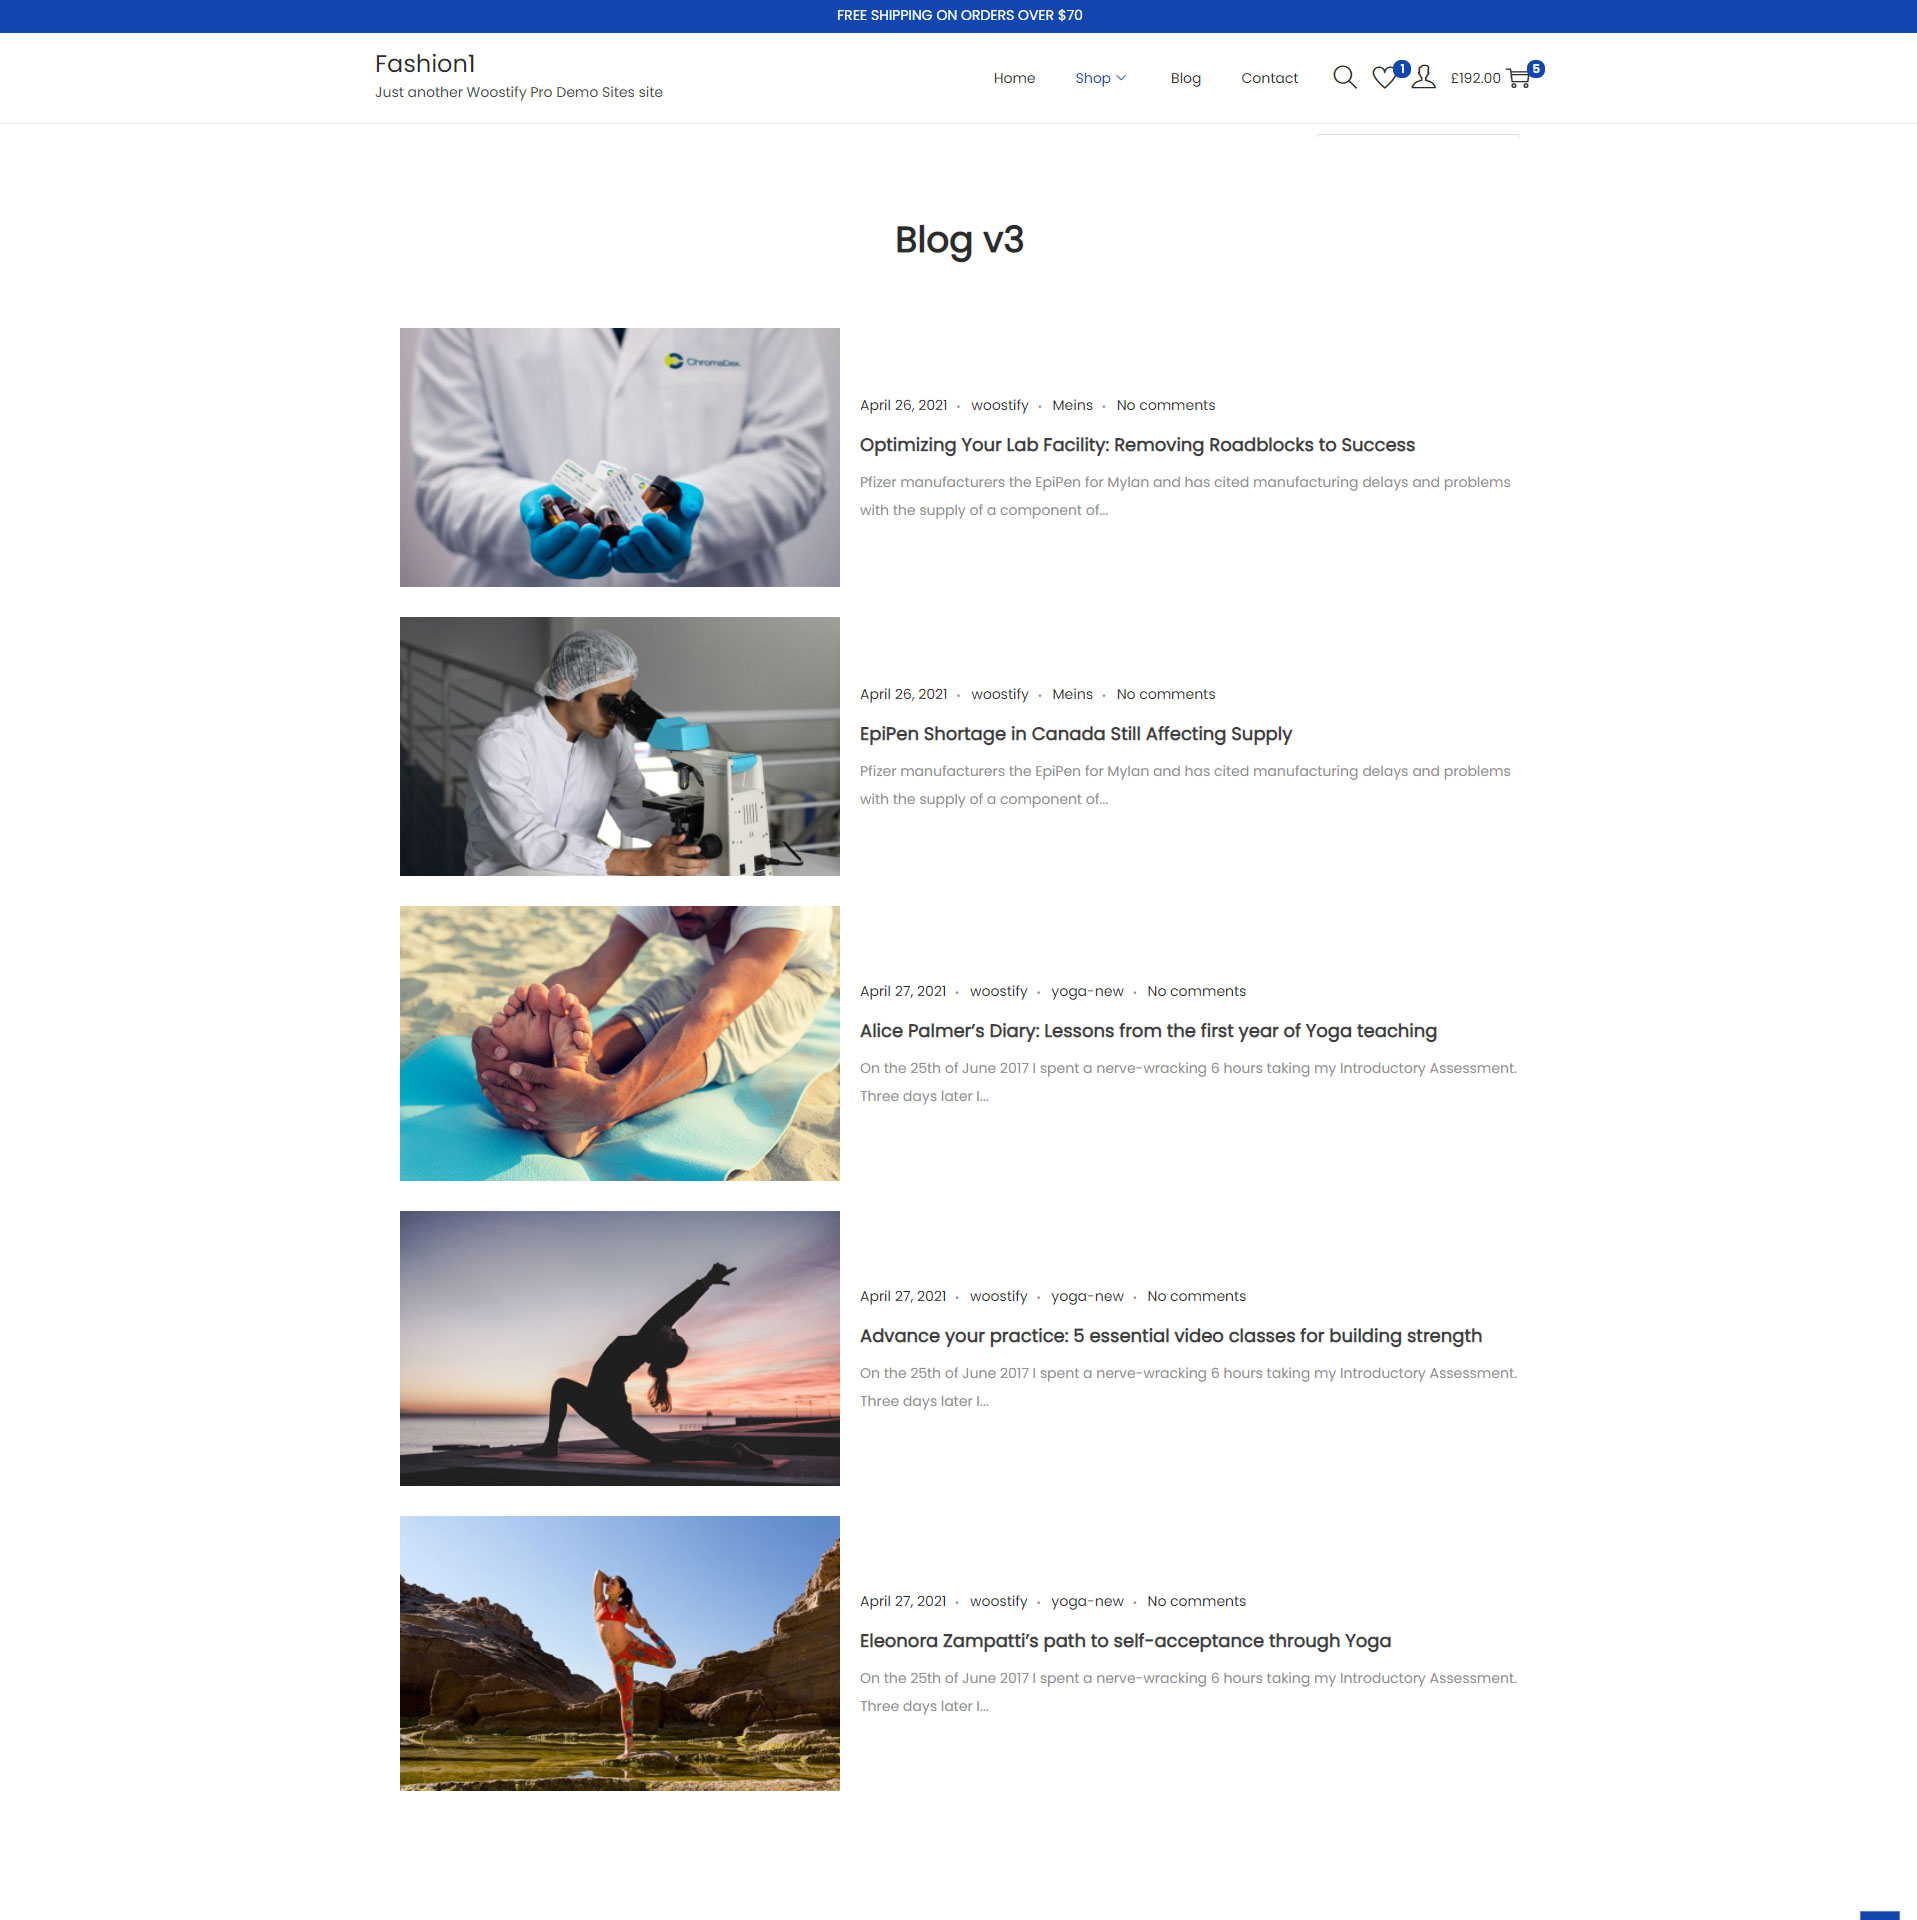 FREE SHIPPING ON ORDERS OVER $70
Fashion1
Just another Woostify Pro Demo Sites site
Home
Shop
Blog
Contact
1
£192.00
5
Blog v3
ChromaDex
April 26, 2021 • woostify • Meins • No comments
Optimizing Your Lab Facility: Removing Roadblocks to Success
Pfizer manufacturers the EpiPen for Mylan and has cited manufacturing delays and problems
with the supply of a component of...
April 26, 2021 • woostify • Meins • No comments
EpiPen Shortage in Canada Still Affecting Supply
Pfizer manufacturers the EpiPen for Mylan and has cited manufacturing delays and problems
with the supply of a component of...
April 27, 2021 • woostify • yoga-new • No comments
Alice Palmer’s Diary: Lessons from the first year of Yoga teaching
On the 25th of June 2017 I spent a nerve-wracking 6 hours taking my Introductory Assessment.
Three days later I...
April 27, 2021 • woostify • yoga-new • No comments
Advance your practice: 5 essential video classes for building strength
On the 25th of June 2017 I spent a nerve-wracking 6 hours taking my Introductory Assessment.
Three days later I...
April 27, 2021 • woostify • yoga-new • No comments
Eleonora Zampatti’s path to self-acceptance through Yoga
On the 25th of June 2017 I spent a nerve-wracking 6 hours taking my Introductory Assessment.
Three days later I...